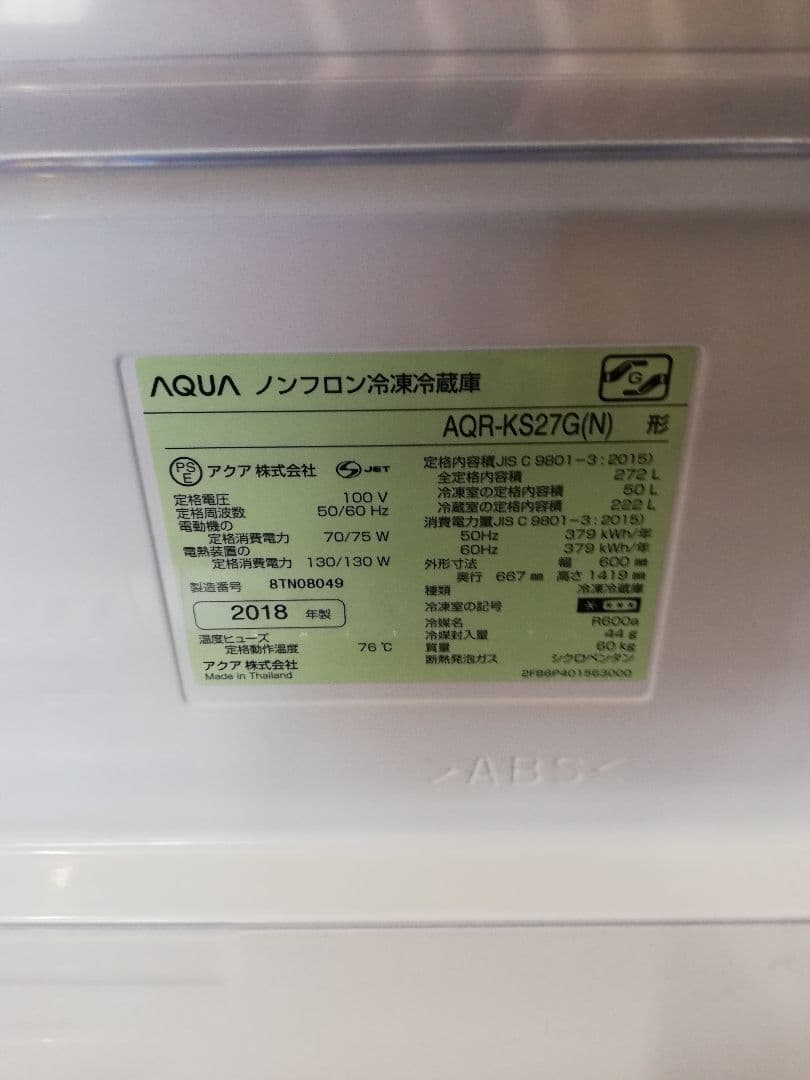 AQUA ノンフロン冷凍冷蔵庫
G
AQR-KS27G(N) 形
PS E アクア 株式会社 S JET
定格電圧 100 V
定格周波数 50/60 Hz
電動機の
定格消費電力 70/75 W
電熱装置の
定格消費電力 130/130 W
製造番号 8TN08049
2018 年製
温度ヒューズ
定格動作温度 76 ℃
アクア 株式会社
Made in Thailand
定格内容積JIS C 9801-3:2015)
全定格内容積 272 L
冷凍室の定格内容積 50 L
冷蔵室の定格内容積 222 L
消費電力量JIS C 9801-3:2015)
50Hz 379 kWh/年
60Hz 379 kWh/年
外形寸法 幅 600 mm
奥行 667 mm 高さ 1419 mm
種類 冷凍冷蔵庫
冷凍室の記号 * ***
冷媒名 R600a
冷媒封入量 44 g
質量 60 kg
断熱発泡ガス シクロペンタン
2FB6P401563000
>ABS<